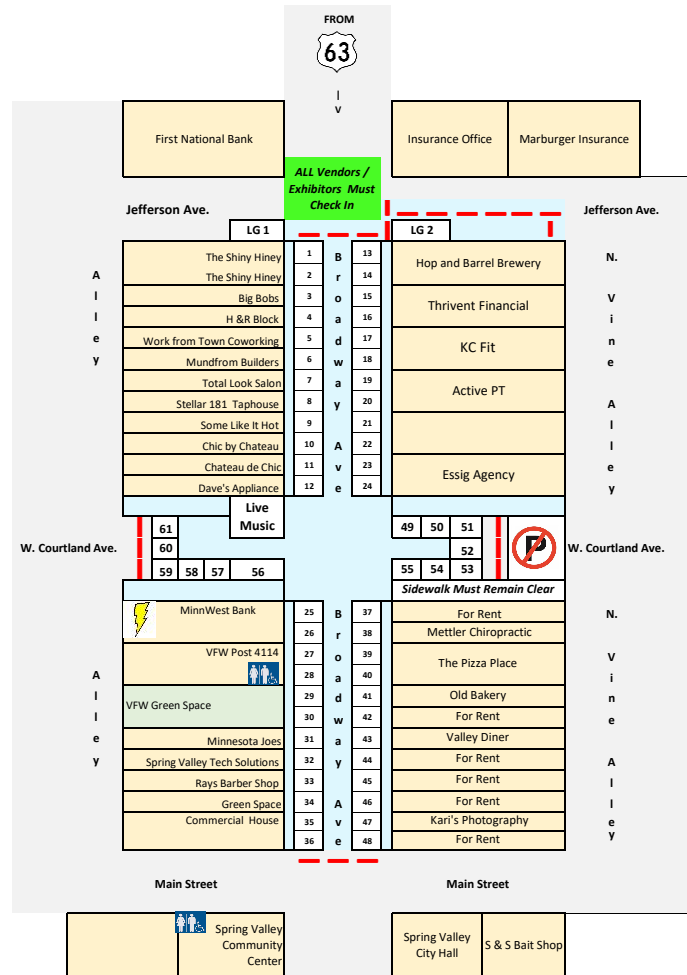 FROM
63
|
v
First National Bank
Insurance Office
Marburger Insurance
ALL Vendors /
Exhibitors Must
Check In
Jefferson Ave.
Jefferson Ave.
LG 1
LG 2
Alley
The Shiny Hiney
The Shiny Hiney
Big Bobs
H &R Block
Work from Town Coworking
Mundfrom Builders
Total Look Salon
Stellar 181 Taphouse
Some Like It Hot
Chic by Chateau
Chateau de Chic
Dave's Appliance
1
2
3
4
5
6
7
8
9
10
11
12
Broadway Ave
13
14
15
16
17
18
19
20
21
22
23
24
Hop and Barrel Brewery
Thrivent Financial
KC Fit
Active PT
Essig Agency
N. Vine Alley
Live
Music
W. Courtland Ave.
61
60
59
58
57
56
49
50
51
52
55
54
53
P
W. Courtland Ave.
Sidewalk Must Remain Clear
Alley
MinnWest Bank
VFW Post 4114
VFW Green Space
Minnesota Joes
Spring Valley Tech Solutions
Rays Barber Shop
Green Space
Commercial House
25
26
27
28
29
30
31
32
33
34
35
36
Broadway Ave
37
38
39
40
41
42
43
44
45
46
47
48
For Rent
Mettler Chiropractic
The Pizza Place
Old Bakery
For Rent
Valley Diner
For Rent
For Rent
For Rent
Kari's Photography
For Rent
N. Vine Alley
Main Street
Main Street
Spring Valley
Community
Center
Spring Valley
City Hall
S & S Bait Shop